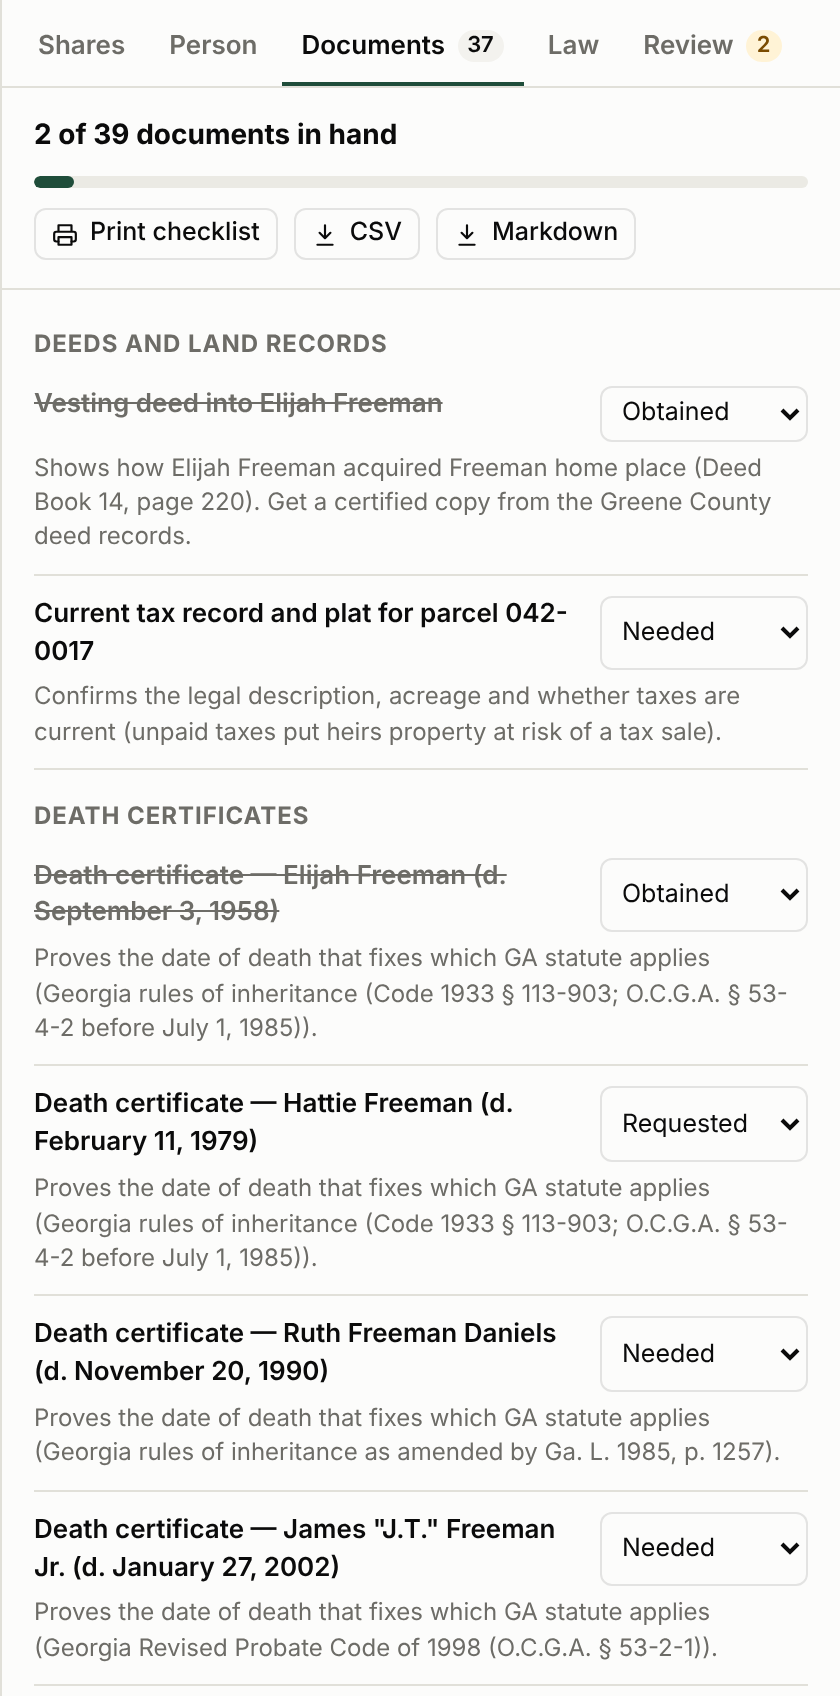 Shares Person Documents 37 Law Review 2
2 of 39 documents in hand
Print checklist CSV Markdown
DEEDS AND LAND RECORDS
Vesting deed into Elijah Freeman Obtained
Shows how Elijah Freeman acquired Freeman home place (Deed
Book 14, page 220). Get a certified copy from the Greene County
deed records.
Current tax record and plat for parcel 042-
0017
Needed
Confirms the legal description, acreage and whether taxes are
current (unpaid taxes put heirs property at risk of a tax sale).
DEATH CERTIFICATES
Death certificate — Elijah Freeman (d.
September 3, 1958)
Obtained
Proves the date of death that fixes which GA statute applies
(Georgia rules of inheritance (Code 1933 § 113-903; O.C.G.A. § 53-
4-2 before July 1, 1985)).
Death certificate — Hattie Freeman (d.
February 11, 1979)
Requested
Proves the date of death that fixes which GA statute applies
(Georgia rules of inheritance (Code 1933 § 113-903; O.C.G.A. § 53-
4-2 before July 1, 1985)).
Death certificate — Ruth Freeman Daniels
(d. November 20, 1990)
Needed
Proves the date of death that fixes which GA statute applies
(Georgia rules of inheritance as amended by Ga. L. 1985, p. 1257).
Death certificate — James "J.T." Freeman
Jr. (d. January 27, 2002)
Needed
Proves the date of death that fixes which GA statute applies
(Georgia Revised Probate Code of 1998 (O.C.G.A. § 53-2-1)).